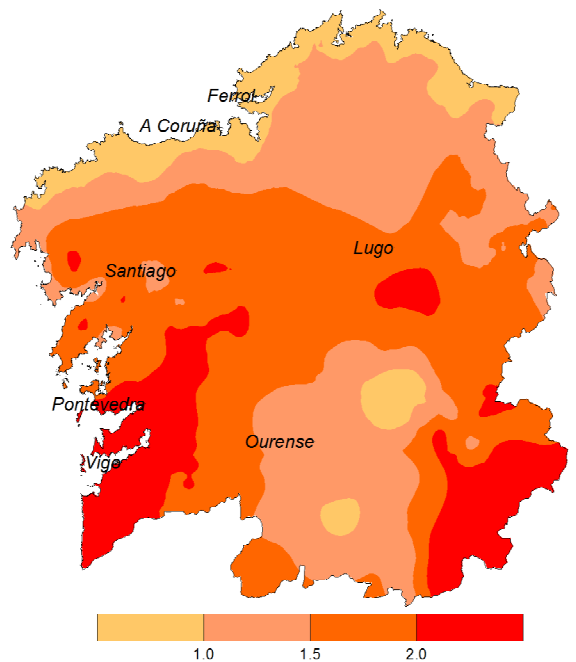 Ferrol
A Coruña
Lugo
Santiago
Pontevedra
Ourense
Vigo
1.0 1.5 2.0